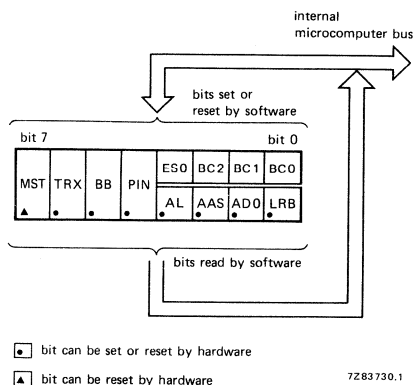 internal
microcomputer bus
bits set or
reset by software
bit 7
bit 0
MST TRX BB PIN ES0 BC2 BC1 BC0
AL AAS AD0 LRB
bits read by software
bit can be set or reset by hardware
bit can be reset by hardware
7Z83730.1